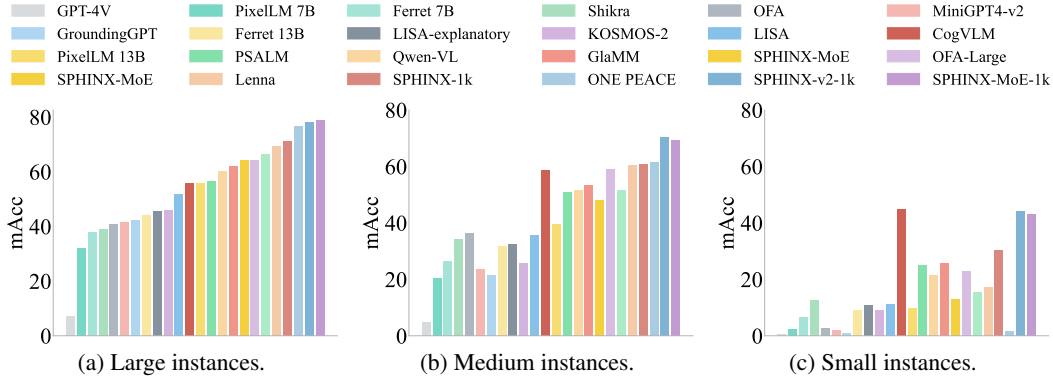 GPT-4V PixelLM 7B Ferret 7B Shikra OFA MiniGPT4-v2
GroundingGPT Ferret 13B LISA-explanatory KOSMOS-2 LISA CogVLM
PixelLM 13B PSALM Qwen-VL GlaMM SPHINX-MoE OFA-Large
SPHINX-MoE Lenna SPHINX-1k ONE PEACE SPHINX-v2-1k SPHINX-MoE-1k
80
60
40
20
0
mAcc
(a) Large instances.
80
60
40
20
0
mAcc
(b) Medium instances.
80
60
40
20
0
mAcc
(c) Small instances.